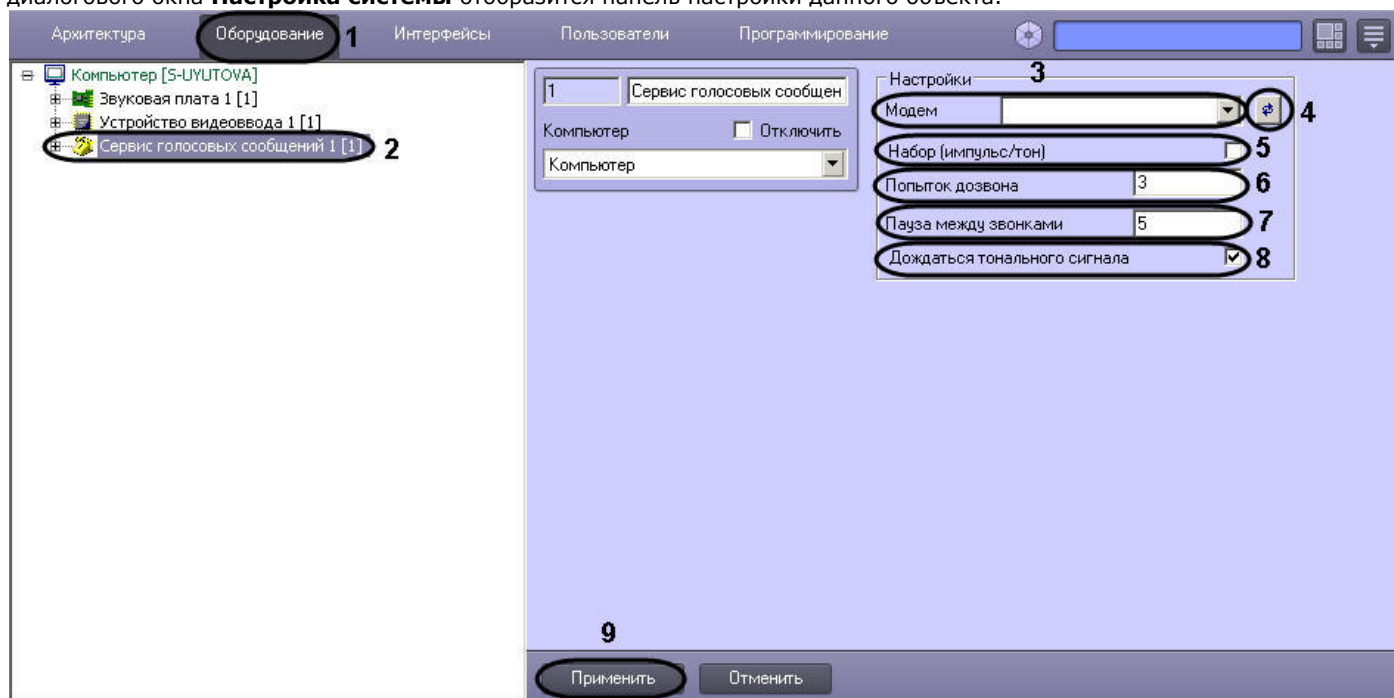 диалогового окна Настройка системы отобразится панель настройки данного объекта.
Архитектура Оборудование 1 Интерфейсы Пользователи Программирование
Компьютер [S-UYUTOVA]
Звуковая плата 1 [1]
Устройство видеоввода 1 [1]
Сервис голосовых сообщений 1 [1] 2
1 Сервис голосовых сообщен
Компьютер Отключить
Компьютер
Настройки 3
Модем 4
Набор (импульс/тон) 5
Попыток дозвона 3 6
Пауза между звонками 5 7
Дождаться тонального сигнала 8
9
Применить Отменить